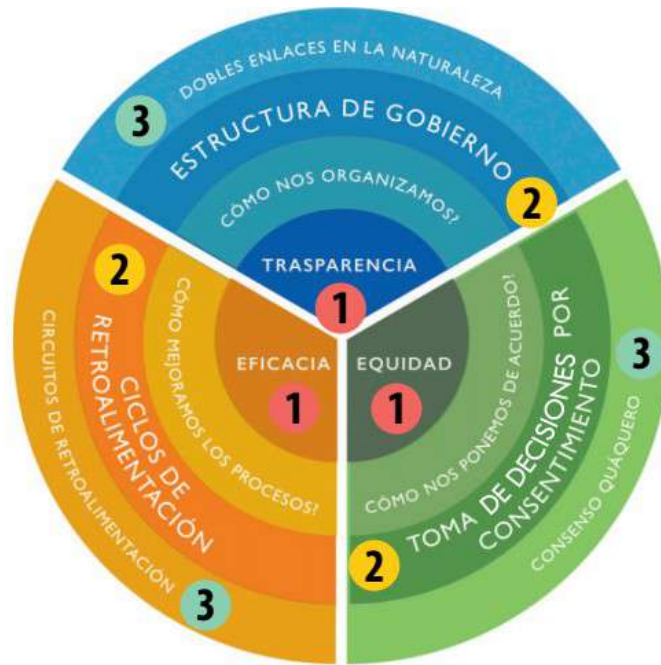 DOBLES ENLACES EN LA NATURALEZA
3
ESTRUCTURA DE GOBIERNO
2
CÓMO NOS ORGANIZAMOS?
TRASPARENCIA
1
EFICACIA
1
CÓMO MEJORAMOS LOS PROCESOS?
2
CICLOS DE
RETROALIMENTACIÓN
CIRCUITOS DE RETROALIMENTACIÓN
3
EQUIDAD
1
CÓMO NOS PONEMOS DE ACUERDO?
TOMA DE DECISIONES POR
CONSENTIMIENTO
2
CONSENSO QUÁQUERO
3